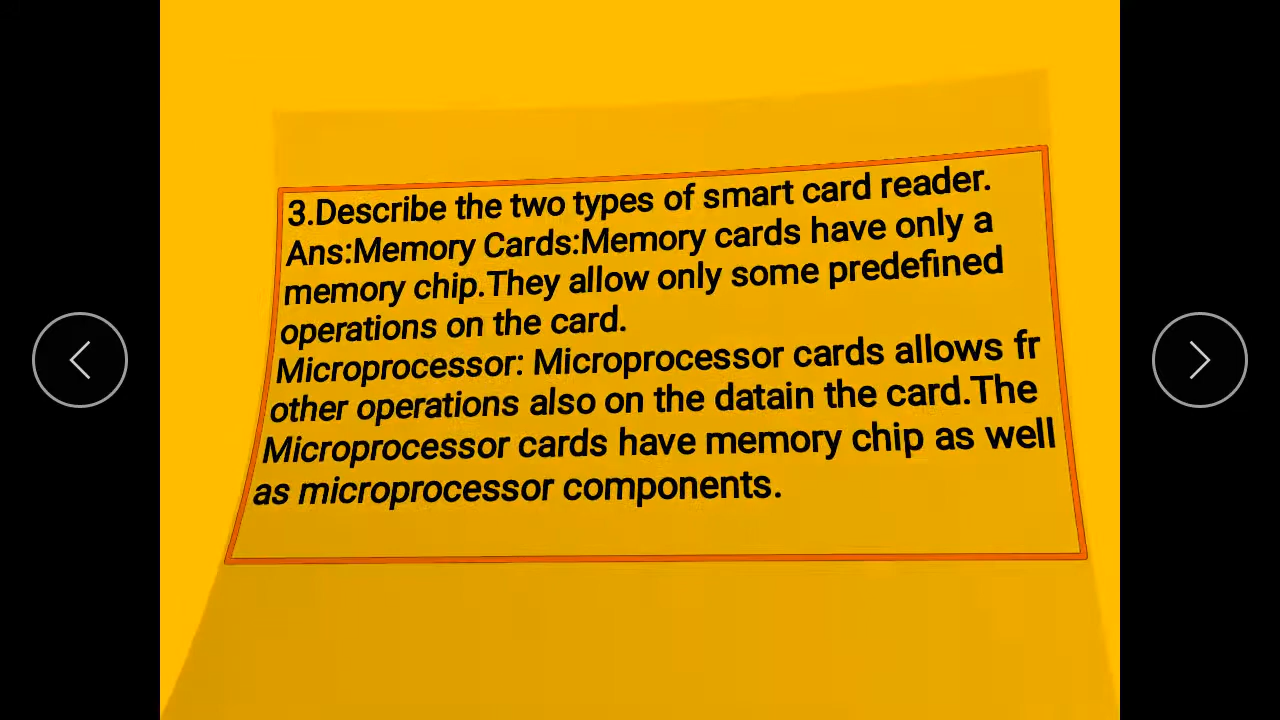 3.Describe the two types of smart card reader.
Ans:Memory Cards:Memory cards have only a
memory chip.They allow only some predefined
operations on the card.
Microprocessor: Microprocessor cards allows fr
other operations also on the datain the card.The
Microprocessor cards have memory chip as well
as microprocessor components.